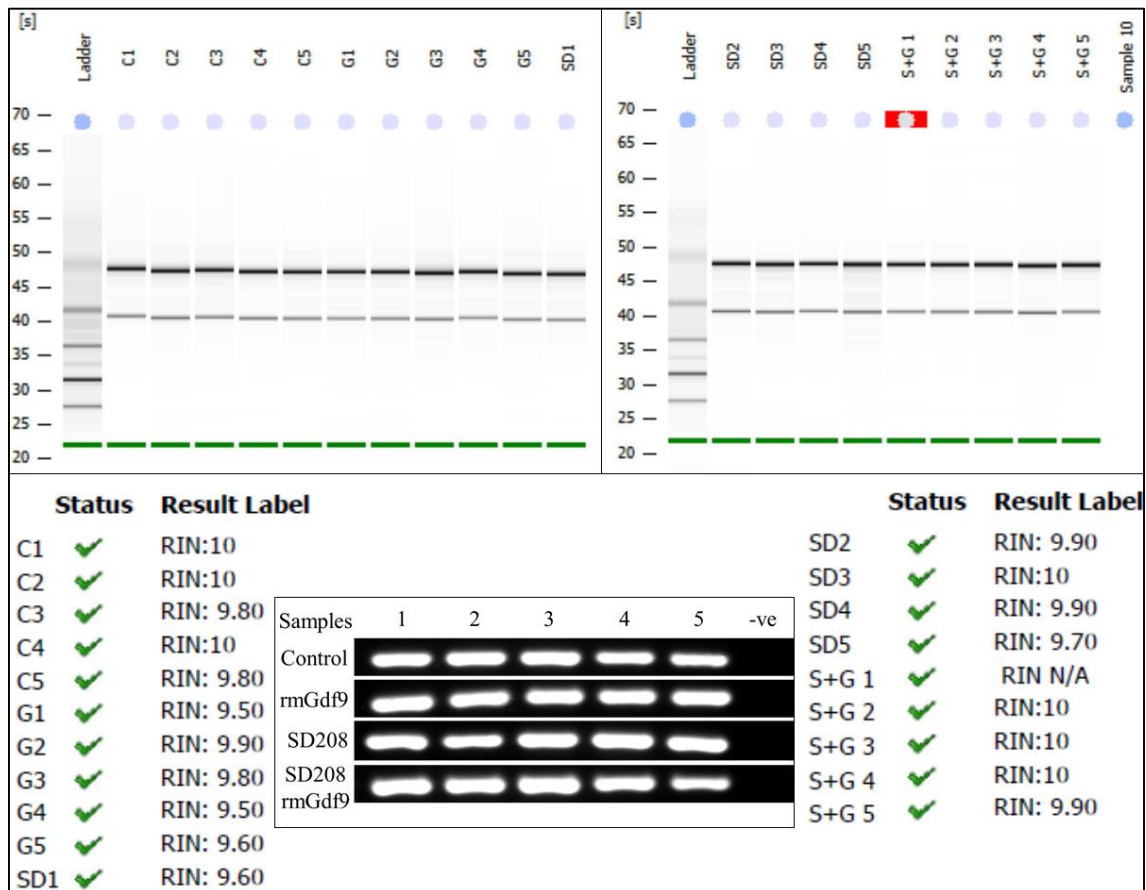 [s]
Ladder C1 C2 C3 C4 C5 G1 G2 G3 G4 G5 SD1
70
65
60
55
50
45
40
35
30
25
20
[s]
Ladder SD2 SD3 SD4 SD5 S+G 1 S+G 2 S+G 3 S+G 4 S+G 5 Sample 10
70
65
60
55
50
45
40
35
30
25
20
Status Result Label
C1 RIN:10
C2 RIN:10
C3 RIN: 9.80
C4 RIN:10
C5 RIN: 9.80
G1 RIN: 9.50
G2 RIN: 9.90
G3 RIN: 9.80
G4 RIN: 9.50
G5 RIN: 9.60
SD1 RIN: 9.60
Samples 1 2 3 4 5 -ve
Control
rmGdf9
SD208
SD208
rmGdf9
Status Result Label
SD2 RIN: 9.90
SD3 RIN:10
SD4 RIN: 9.90
SD5 RIN: 9.70
S+G 1 RIN N/A
S+G 2 RIN:10
S+G 3 RIN:10
S+G 4 RIN:10
S+G 5 RIN: 9.90